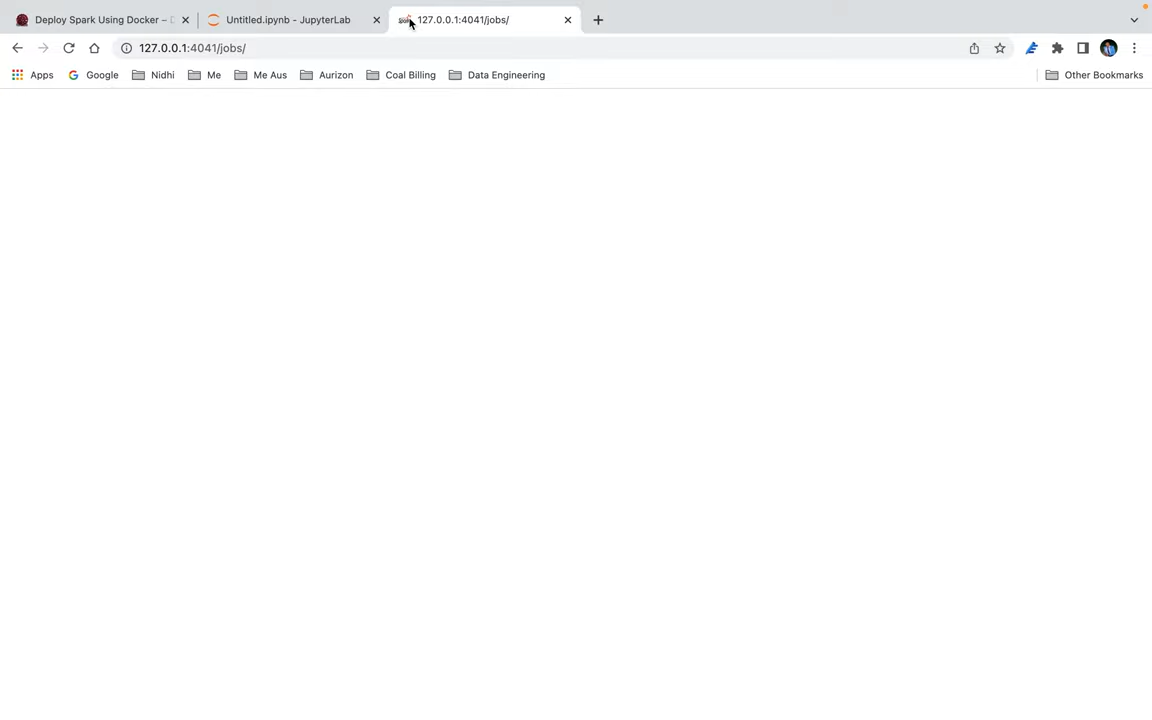 Deploy Spark Using Docker –
Untitled.ipynb - JupyterLab
127.0.0.1:4041/jobs/
127.0.0.1:4041/jobs/
Apps
Google
Nidhi
Me
Me Aus
Aurizon
Coal Billing
Data Engineering
Other Bookmarks